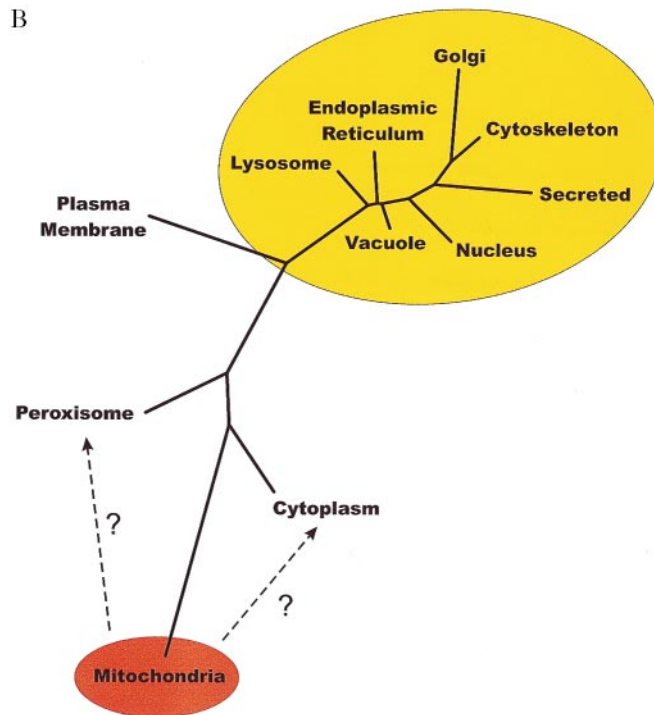 B
Golgi
Endoplasmic
Reticulum
Cytoskeleton
Lysosome
Secreted
Plasma
Membrane
Vacuole
Nucleus
Peroxisome
Cytoplasm
?
?
Mitochondria